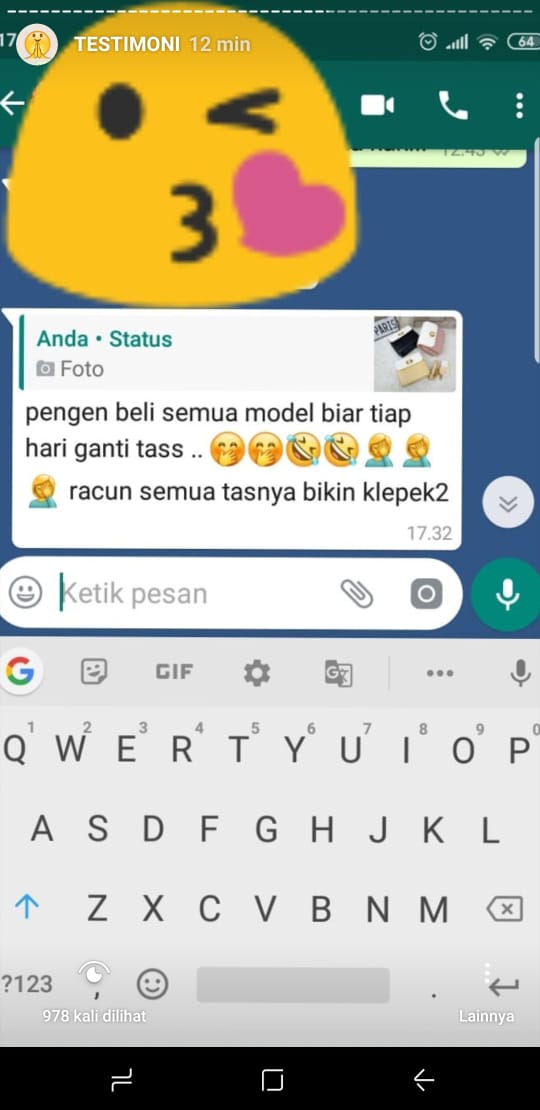 17
TESTIMONI 12 min
64
12.43
Anda • Status
Foto
PARIS
pengen beli semua model biar tiap
hari ganti tass .. 🤭🤭🤣🤣🤦🤦
🤦 racun semua tasnya bikin klepek2
17.32
Ketik pesan
G GIF G
1 2 3 4 5 6 7 8 9 0
Q W E R T Y U I O P
A S D F G H J K L
Z X C V B N M
?123 , .
978 kali dilihat Lainnya